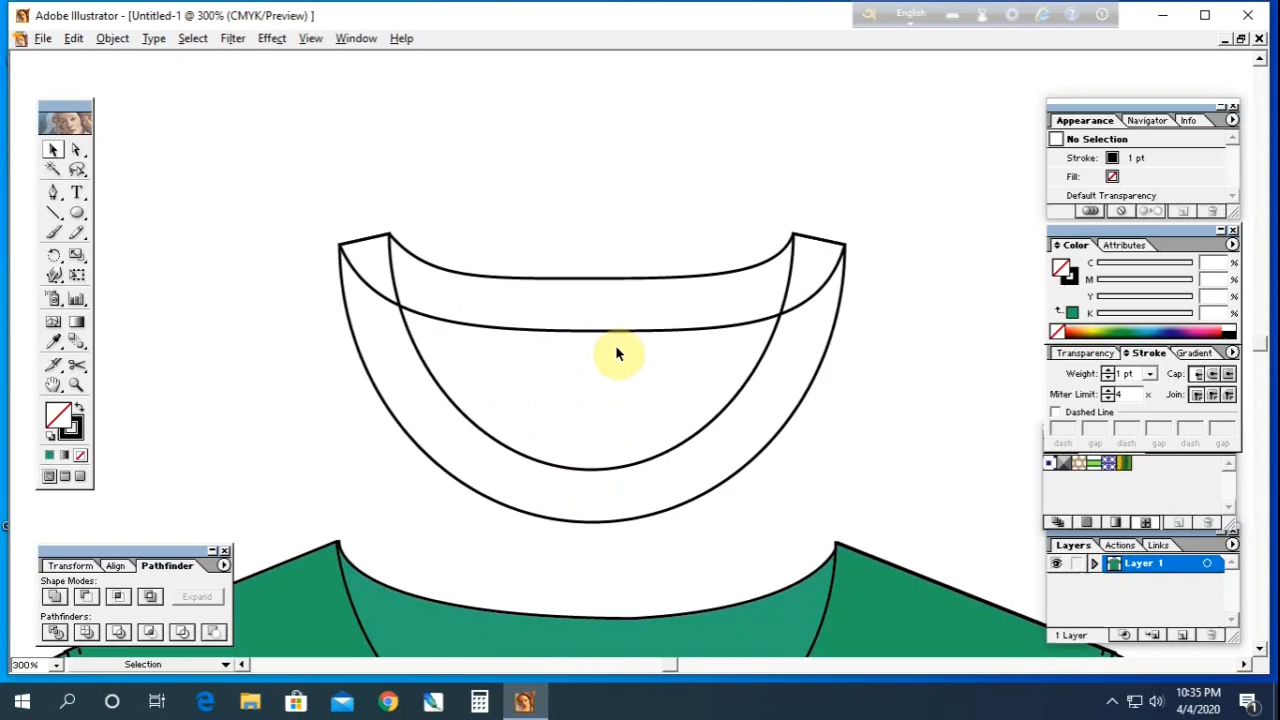 Adobe Illustrator - [Untitled-1 @ 300% (CMYK/Preview) ]
English
File Edit Object Type Select Filter Effect View Window Help
Appearance Navigator Info
No Selection
Stroke: 1 pt
Fill:
Default Transparency
Color Attributes
C %
M %
Y %
K %
Transparency Stroke Gradient
Weight: 1 pt Cap:
Miter Limit: 4 x Join:
Dashed Line
dash gap dash gap dash gap
Layers Actions Links
Layer 1
1 Layer
Transform Align Pathfinder
Shape Modes:
Expand
Pathfinders:
300% Selection
10:35 PM
4/4/2020
1